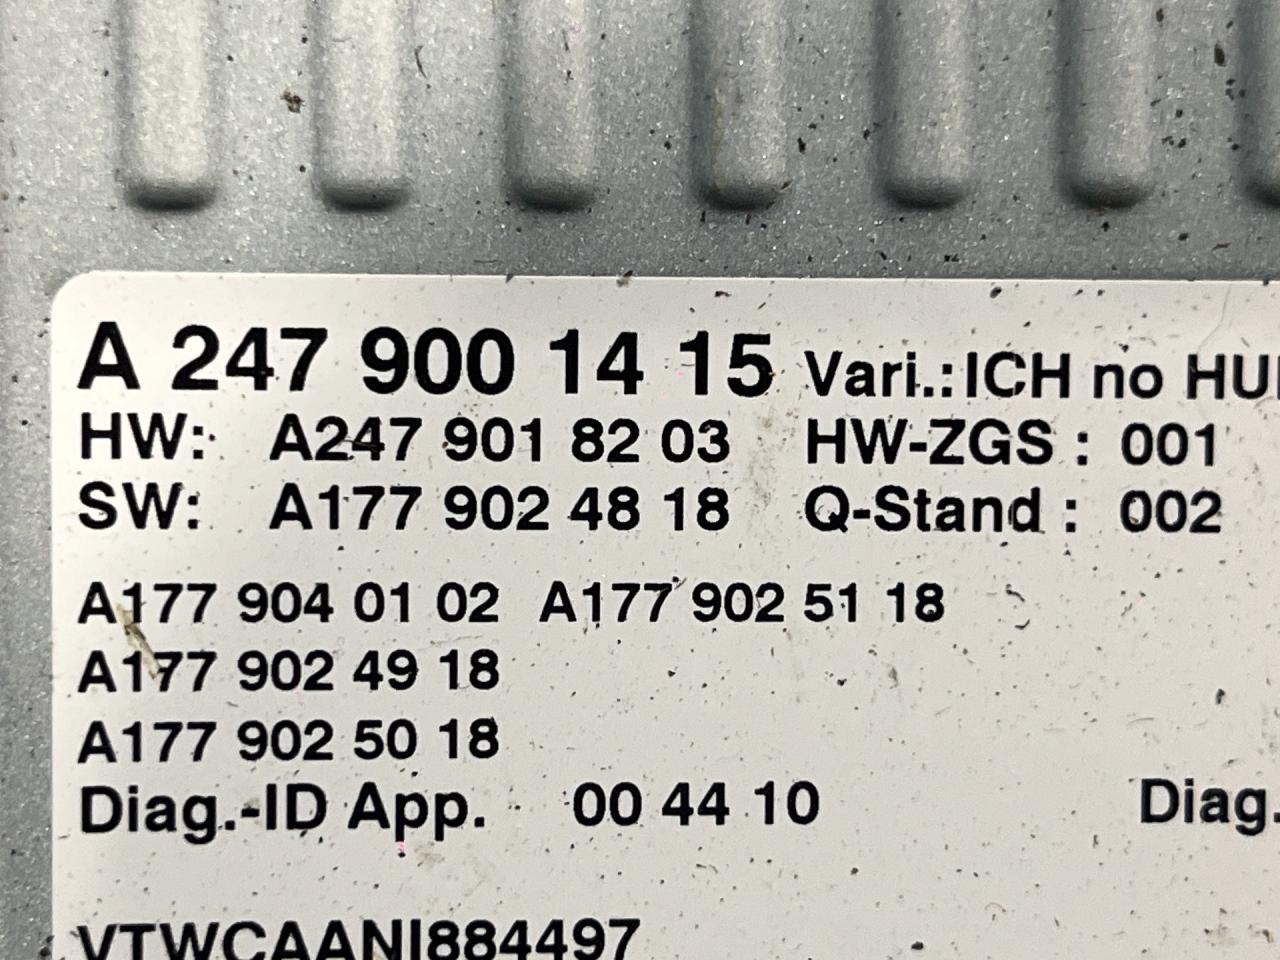 A 247 900 14 15 Vari.:ICH no HU
HW: A247 901 82 03 HW-ZGS : 001
SW: A177 902 48 18 Q-Stand : 002
A177 904 01 02 A177 902 51 18
A177 902 49 18
A177 902 50 18
Diag.-ID App. 00 44 10 Diag.
VTWCAANI884497